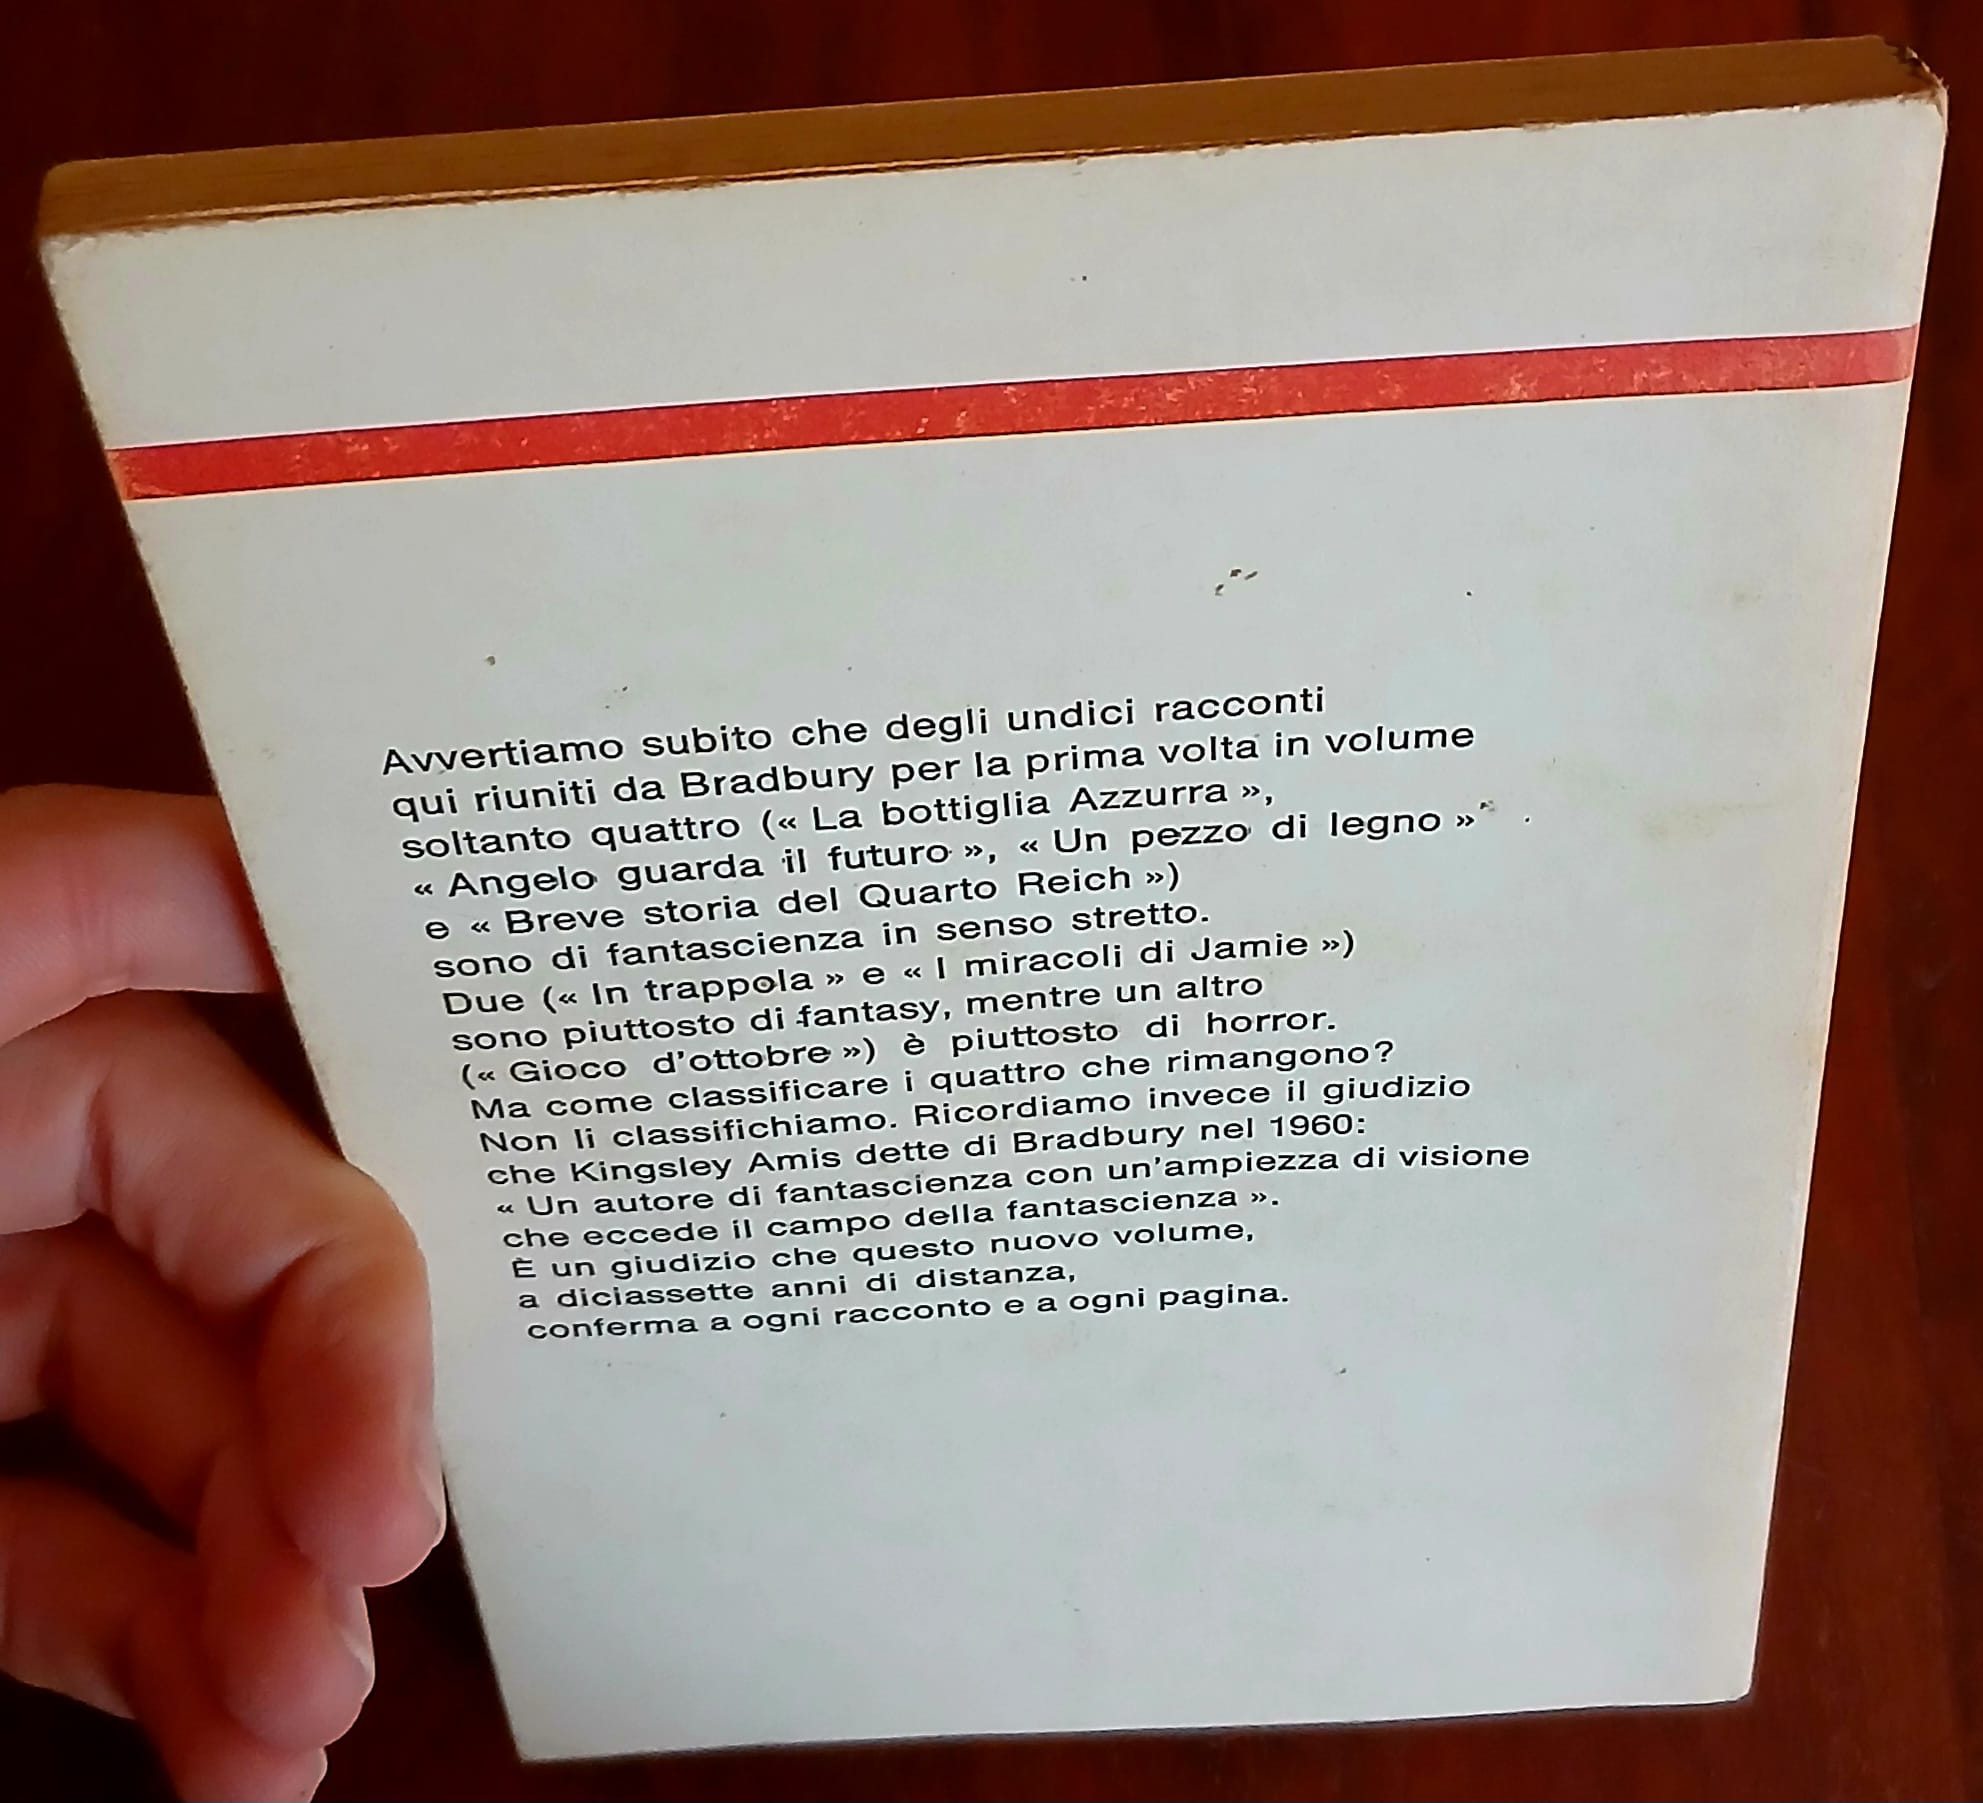 Avvertiamo subito che degli undici racconti
qui riuniti da Bradbury per la prima volta in volume
soltanto quattro (« La bottiglia Azzurra »,
« Angelo guarda il futuro », « Un pezzo di legno »
e « Breve storia del Quarto Reich »)
sono di fantascienza in senso stretto.
Due (« In trappola » e « I miracoli di Jamie »)
sono piuttosto di fantasy, mentre un altro
(« Gioco d'ottobre ») è piuttosto di horror.
Ma come classificare i quattro che rimangono?
Non li classifichiamo. Ricordiamo invece il giudizio
che Kingsley Amis dette di Bradbury nel 1960:
« Un autore di fantascienza con un'ampiezza di visione
che eccede il campo della fantascienza ».
È un giudizio che questo nuovo volume,
a diciassette anni di distanza,
conferma a ogni racconto e a ogni pagina.